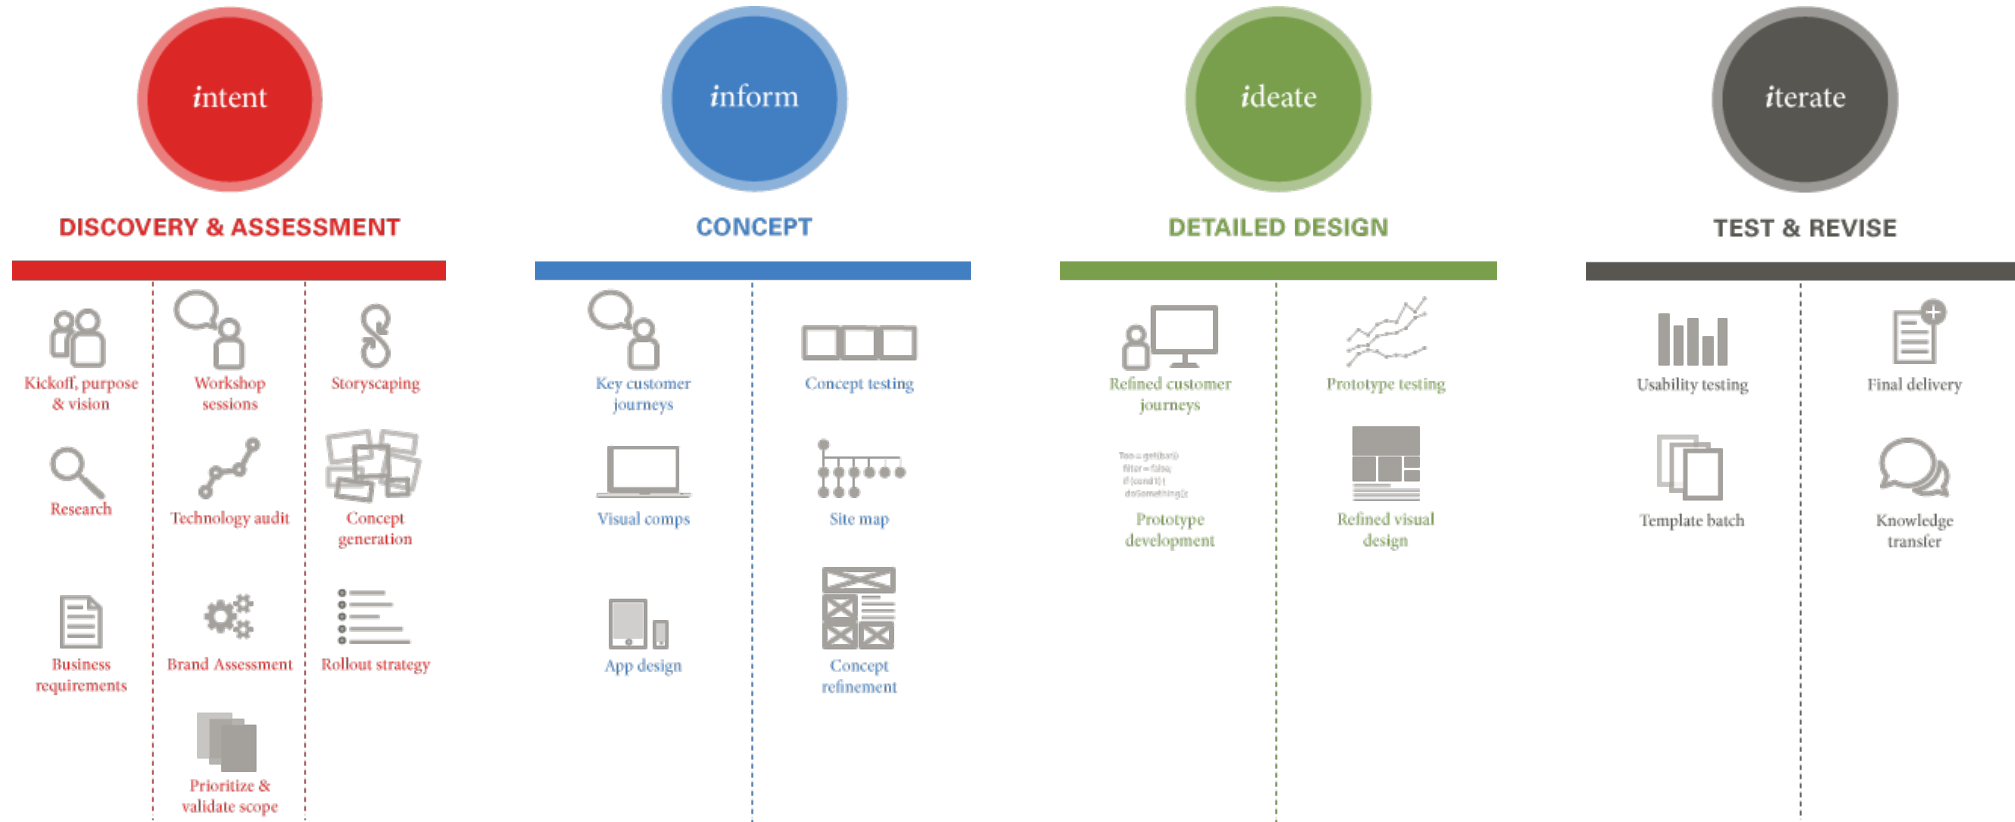 intent
DISCOVERY & ASSESSMENT
Kickoff, purpose
& vision
Research
Business
requirements
Workshop
sessions
Technology audit
Brand Assessment
Prioritize &
validate scope
Storyscaping
Concept
generation
Rollout strategy
inform
CONCEPT
Key customer
journeys
Visual comps
App design
Concept testing
Site map
Concept
refinement
ideate
DETAILED DESIGN
Refined customer
journeys
filter = false;
doSomething();
Prototype
development
Prototype testing
Refined visual
design
iterate
TEST & REVISE
Usability testing
Template batch
Final delivery
Knowledge
transfer